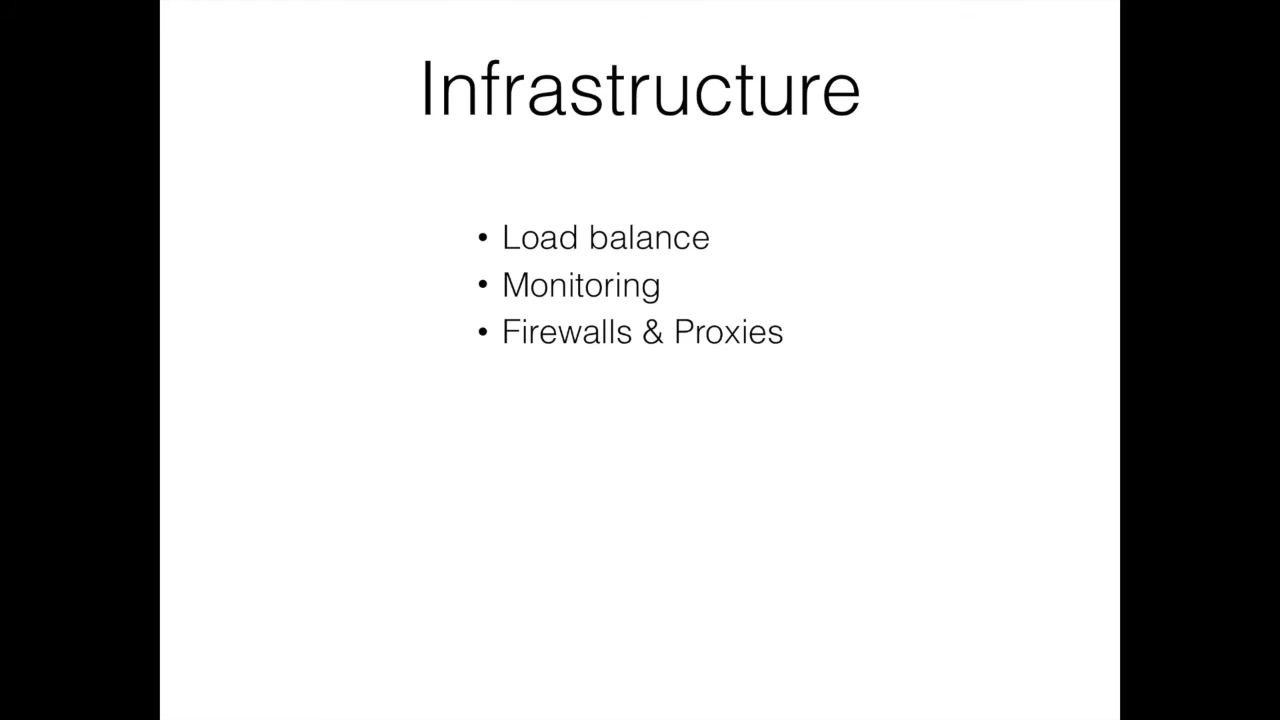 Infrastructure
• Load balance
• Monitoring
• Firewalls & Proxies